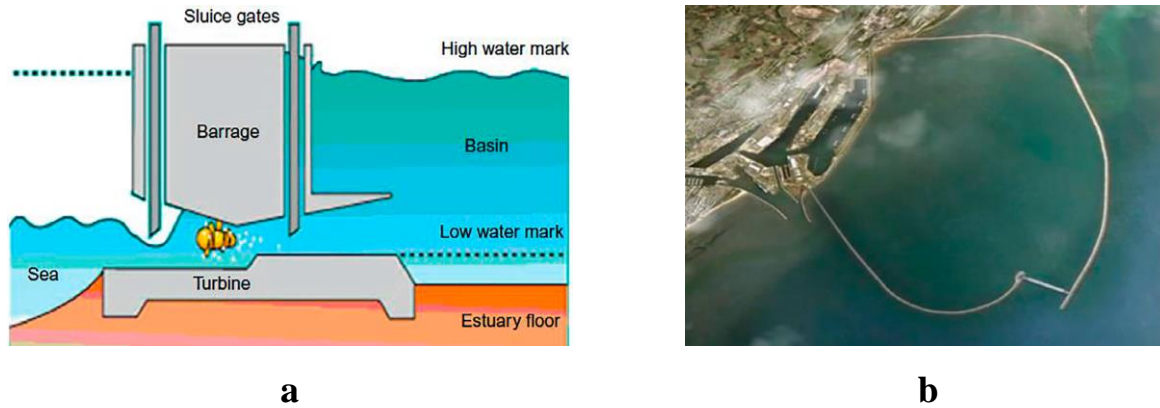 Sluice gates
High water mark
Barrage
Basin
Low water mark
Sea
Turbine
Estuary floor
a
b